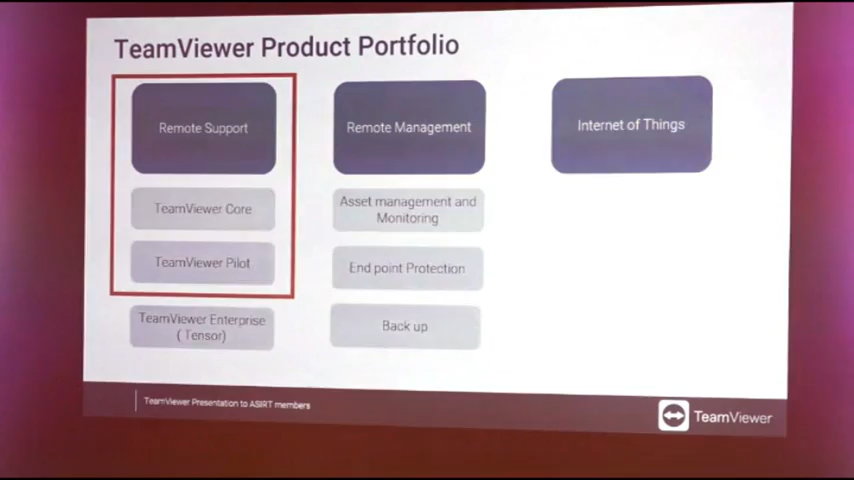 TeamViewer Product Portfolio
Remote Support
Remote Management
Internet of Things
TeamViewer Core
TeamViewer Pilot
TeamViewer Enterprise
( Tensor)
Asset management and
Monitoring
End point Protection
Back up
TeamViewer Presentation to ASIRT members
TeamViewer